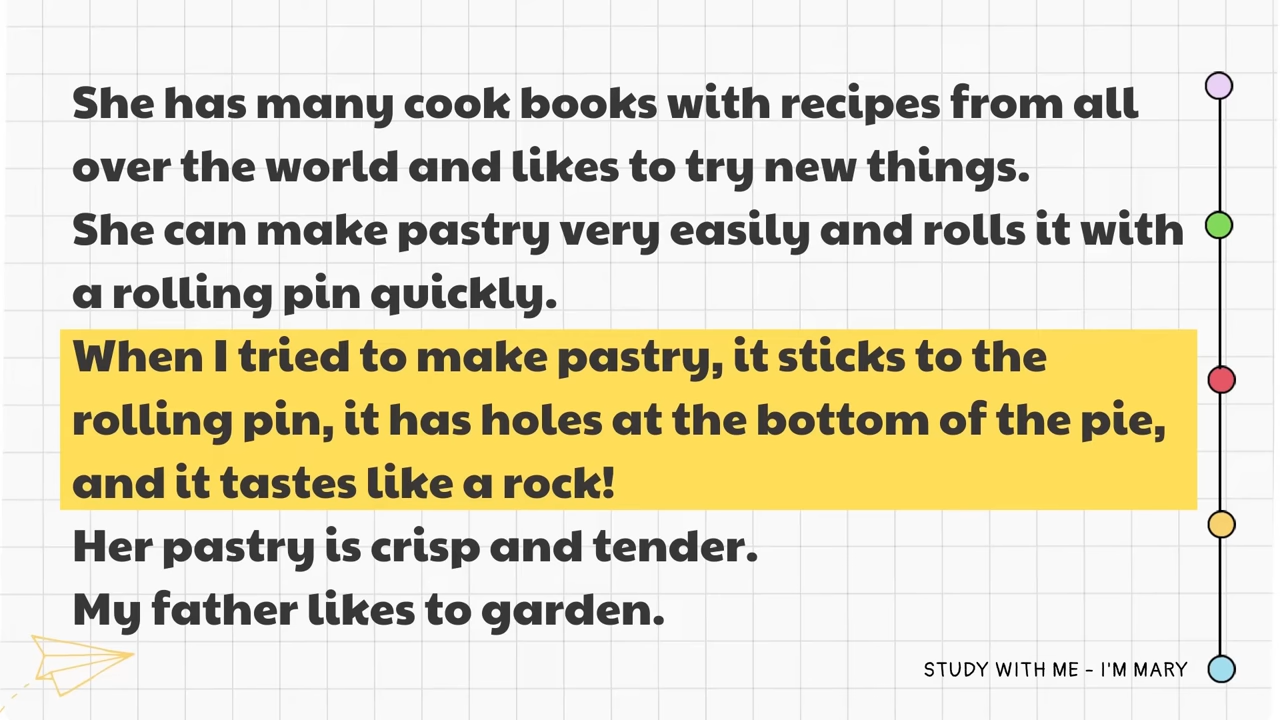 She has many cook books with recipes from all
over the world and likes to try new things.
She can make pastry very easily and rolls it with
a rolling pin quickly.
When I tried to make pastry, it sticks to the
rolling pin, it has holes at the bottom of the pie,
and it tastes like a rock!
Her pastry is crisp and tender.
My father likes to garden.
STUDY WITH ME - I'M MARY